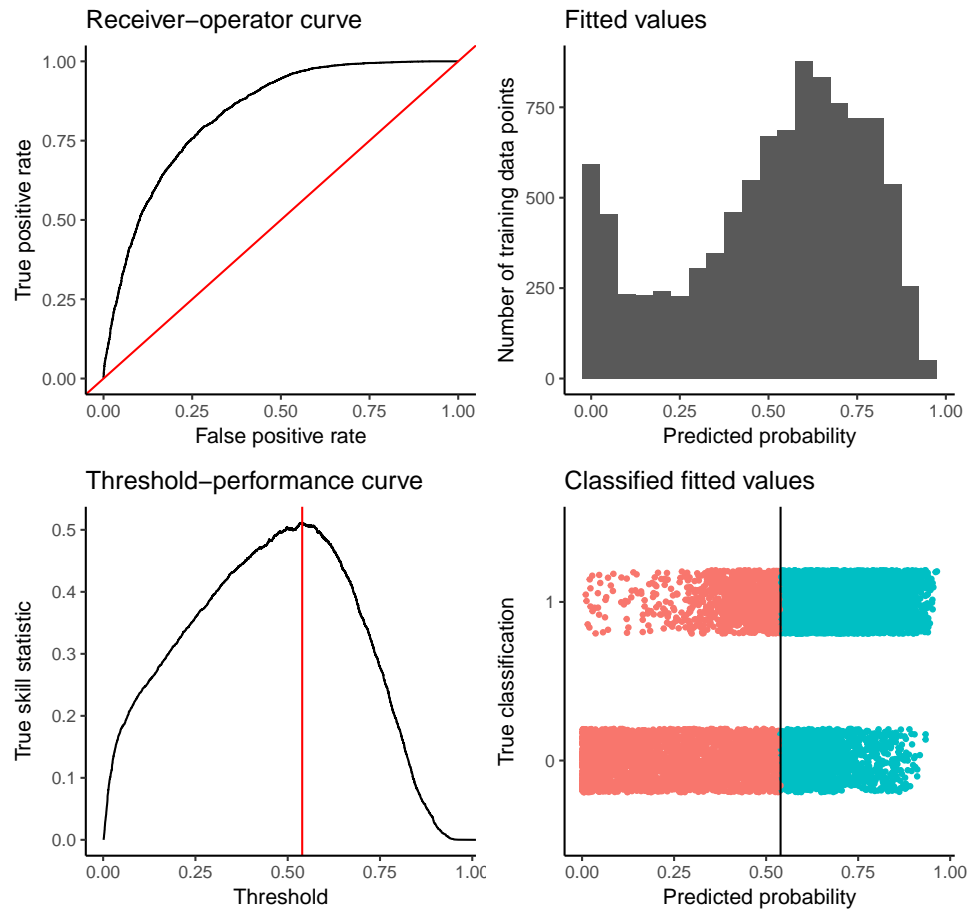 Receiver−operator curve
1.00
0.75
0.50
0.25
0.00
True positive rate
0.00 0.25 0.50 0.75 1.00
False positive rate
Fitted values
750
500
250
0
Number of training data points
0.00 0.25 0.50 0.75 1.00
Predicted probability
Threshold−performance curve
0.5
0.4
0.3
0.2
0.1
0.0
True skill statistic
0.00 0.25 0.50 0.75 1.00
Threshold
Classified fitted values
1
0
True classification
0.00 0.25 0.50 0.75 1.00
Predicted probability